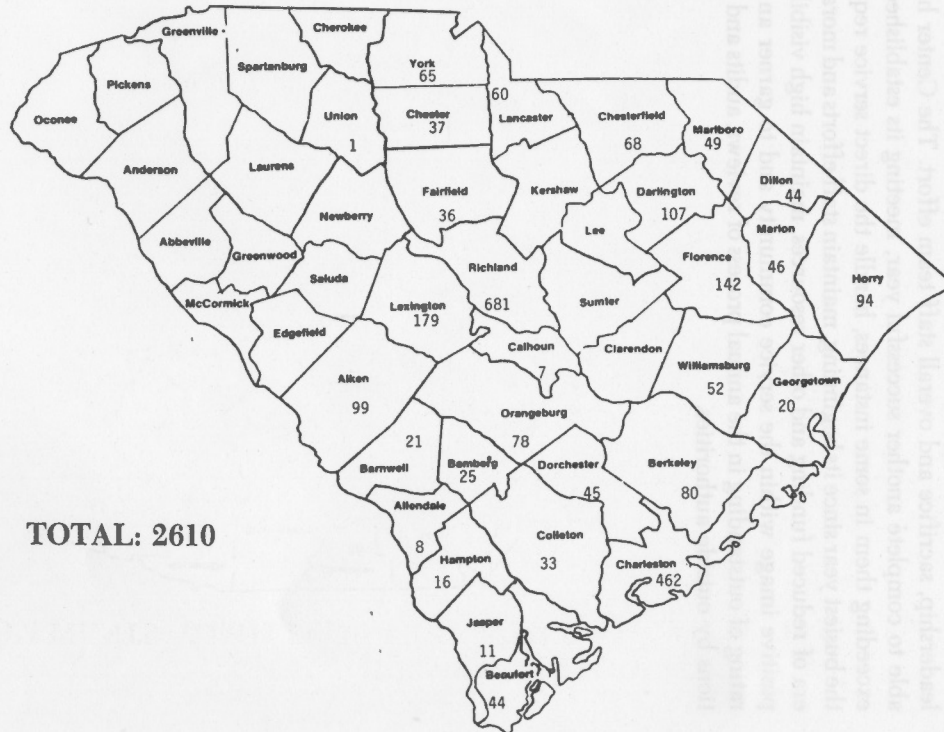 Greenville
Cherokee
Spartanburg
Pickens
Oconee
York
65
60
Lancaster
Union
1
Chester
37
Chesterfield
68
Marlboro
49
Anderson
Laurens
Fairfield
36
Kershaw
Darlington
107
Dillon
44
Newberry
Abbeville
Greenwood
Saluda
Lee
Marion
46
Florence
142
Richland
681
Horry
94
McCormick
Lexington
179
Sumter
Edgefield
Calhoun
7
Clarendon
Williamsburg
52
Georgetown
20
Aiken
99
Orangeburg
78
21
Barnwell
Bamberg
25
Dorchester
45
Berkeley
80
Allendale
8
Colleton
33
Hampton
16
Charleston
462
Jasper
11
Beaufort
44
TOTAL: 2610